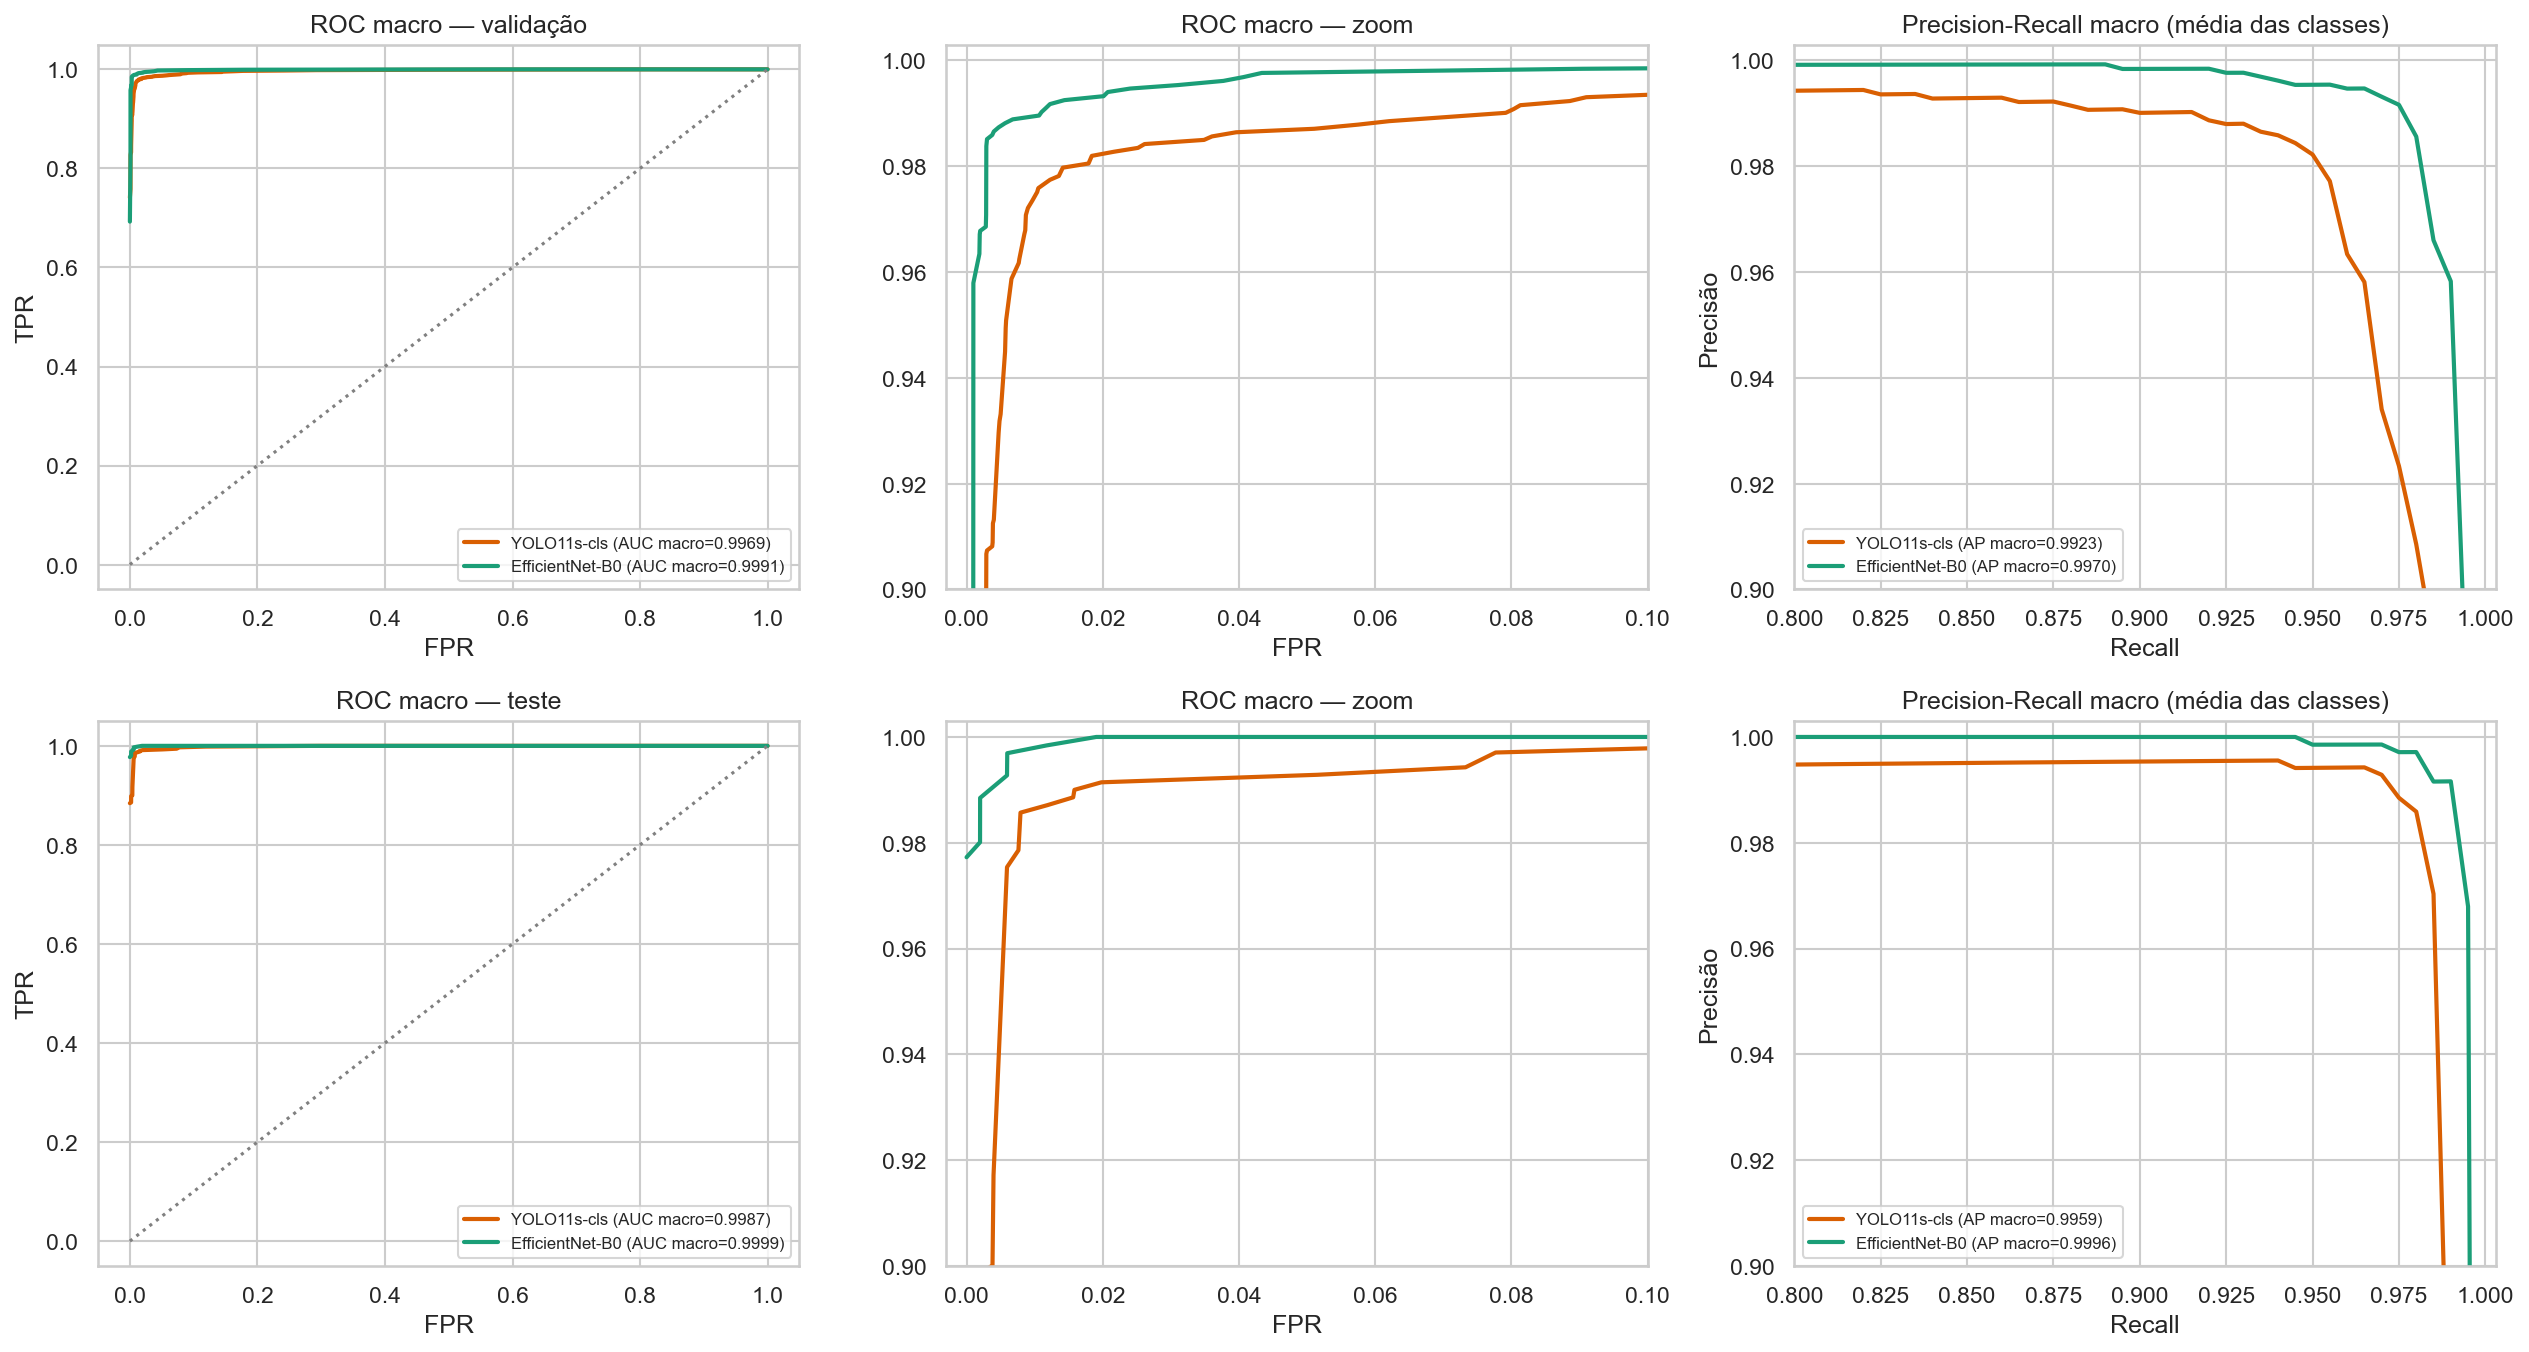 ROC macro — validação
1.0
0.8
0.6
0.4
0.2
0.0
TPR
0.0 0.2 0.4 0.6 0.8 1.0
FPR
YOLO11s-cls (AUC macro=0.9969)
EfficientNet-B0 (AUC macro=0.9991)
ROC macro — zoom
1.00
0.98
0.96
0.94
0.92
0.90
0.00 0.02 0.04 0.06 0.08 0.10
FPR
Precision-Recall macro (média das classes)
1.00
0.98
0.96
0.94
0.92
0.90
Precisão
0.800 0.825 0.850 0.875 0.900 0.925 0.950 0.975 1.000
Recall
YOLO11s-cls (AP macro=0.9923)
EfficientNet-B0 (AP macro=0.9970)
ROC macro — teste
1.0
0.8
0.6
0.4
0.2
0.0
TPR
0.0 0.2 0.4 0.6 0.8 1.0
FPR
YOLO11s-cls (AUC macro=0.9987)
EfficientNet-B0 (AUC macro=0.9999)
ROC macro — zoom
1.00
0.98
0.96
0.94
0.92
0.90
0.00 0.02 0.04 0.06 0.08 0.10
FPR
Precision-Recall macro (média das classes)
1.00
0.98
0.96
0.94
0.92
0.90
Precisão
0.800 0.825 0.850 0.875 0.900 0.925 0.950 0.975 1.000
Recall
YOLO11s-cls (AP macro=0.9959)
EfficientNet-B0 (AP macro=0.9996)